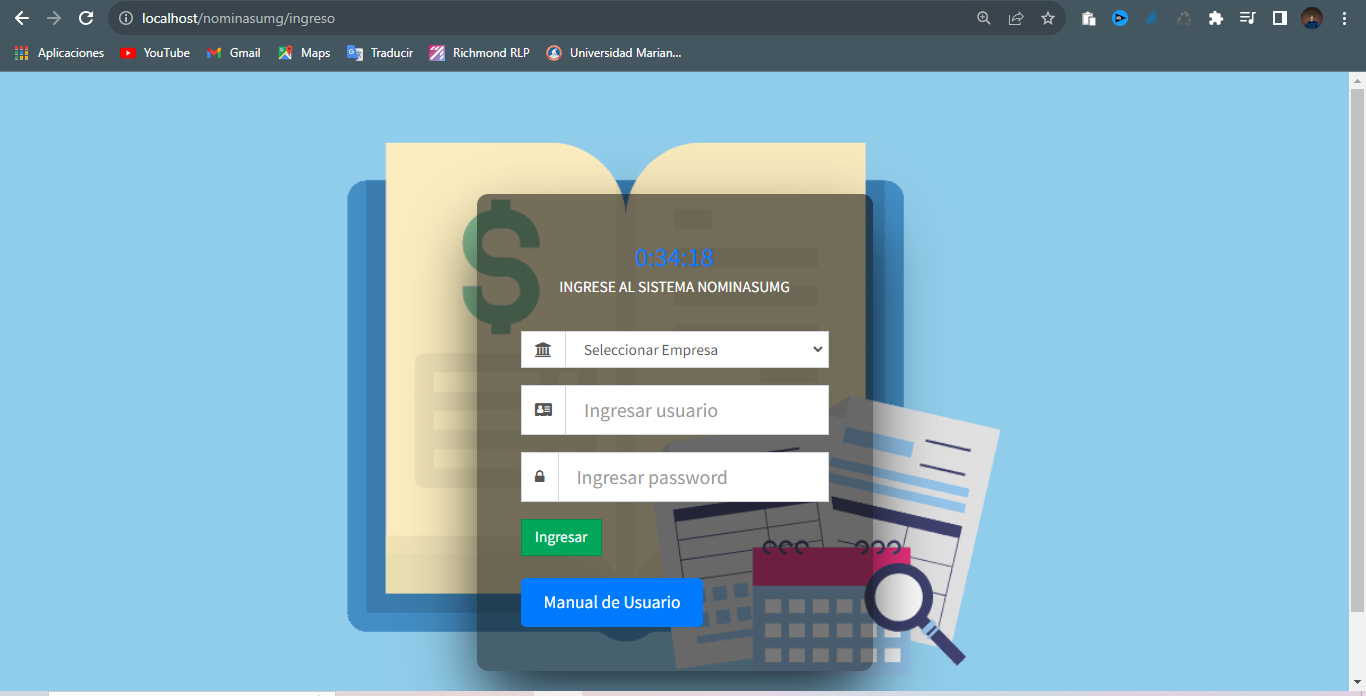 localhost/nominasumg/ingreso
Aplicaciones YouTube Gmail Maps Traducir Richmond RLP Universidad Marian...
0:34:18
INGRESE AL SISTEMA NOMINASUMG
Seleccionar Empresa
Ingresar usuario
Ingresar password
Ingresar
Manual de Usuario